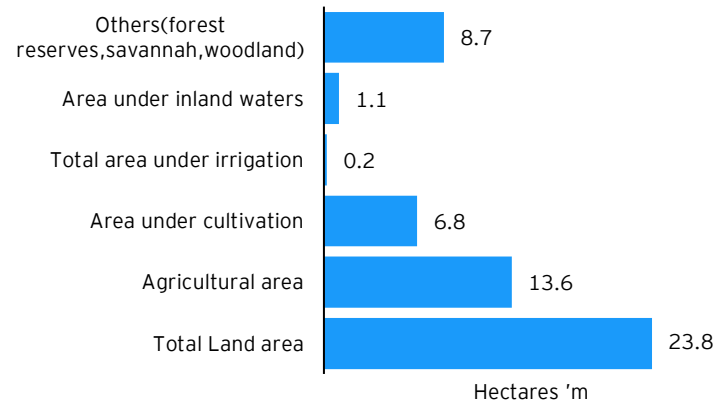 Others(forest
reserves,savannah,woodland)
8.7
Area under inland waters
1.1
Total area under irrigation
0.2
Area under cultivation
6.8
Agricultural area
13.6
Total Land area
23.8
Hectares ’m